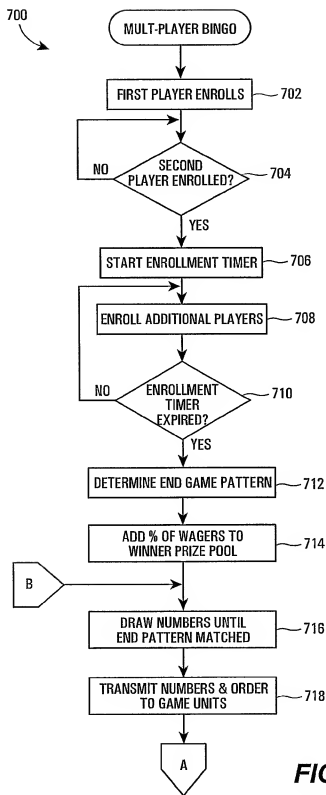 700
MULT-PLAYER BINGO
FIRST PLAYER ENROLLS
702
SECOND
PLAYER ENROLLED?
704
NO
YES
START ENROLLMENT TIMER
706
ENROLL ADDITIONAL PLAYERS
708
ENROLLMENT
TIMER
EXPIRED?
710
NO
YES
DETERMINE END GAME PATTERN
712
ADD % OF WAGERS TO
WINNER PRIZE POOL
714
B
DRAW NUMBERS UNTIL
END PATTERN MATCHED
716
TRANSMIT NUMBERS & ORDER
TO GAME UNITS
718
A
FIG